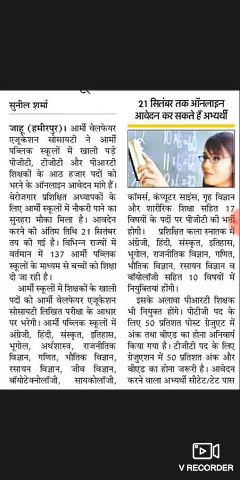 सुनील शर्मा
जाहू (हमीरपुर)। आर्मी वेलफेयर
एजूकेशन सोसायटी ने आर्मी
पब्लिक स्कूलों में खाली पड़े
पीजीटी, टीजीटी और पीआरटी
शिक्षकों के आठ हजार पदों को
भरने के ऑनलाइन आवेदन मांगे हैं।
बेरोजगार प्रशिक्षित अध्यापकों के
लिए आर्मी स्कूलों में नौकरी पाने का
सुनहरा मौका मिला है। आवेदन
करने की अंतिम तिथि 21 सितंबर
तय की गई है। विभिन्न राज्यों में
वर्तमान में 137 आर्मी पब्लिक
स्कूलों के माध्यम से बच्चों को शिक्षा
दी जा रही है।
आर्मी स्कूलों में शिक्षकों के खाली
पदों को आर्मी वेलफेयर एजूकेशन
सोसायटी लिखित परीक्षा के आधार
पर भरेगी। आर्मी पब्लिक स्कूलों में
अंग्रेजी, हिंदी, संस्कृत, इतिहास,
भूगोल, अर्थशास्त्र, राजनीतिक
विज्ञान, गणित, भौतिक विज्ञान,
रसायन विज्ञान, जीव विज्ञान,
बॉयोटेक्नोलॉजी, सायकोलॉजी,
21 सितंबर तक ऑनलाइन
आवेदन कर सकते हैं अभ्यर्थी
कॉमर्स, कंप्यूटर साइंस, गृह विज्ञान
और शारीरिक शिक्षा सहित 17
विषयों के पदों पर पीजीटी की भर्ती
होगी। प्रशिक्षित कला स्नातक में
अंग्रेजी, हिंदी, संस्कृत, इतिहास,
भूगोल, राजनीतिक विज्ञान, गणित,
भौतिक विज्ञान, रसायन विज्ञान व
बॉयोलॉजी सहित 10 विषयों में
नियुक्तियां होंगी।
इसके अलावा पीआरटी शिक्षक
भी नियुक्त होंगे। पीटीजी पद के
लिए 50 प्रतिशत पोस्ट ग्रेजुएट में
अंक तथा बीएड का होना अनिवार्य
किया गया है। टीजीटी पद के लिए
ग्रेजुएशन में 50 प्रतिशत अंक और
बीएड का होना जरूरी है। आवेदन
करने वाला अभ्यर्थी सीटेट/टेट पास
V RECORDER